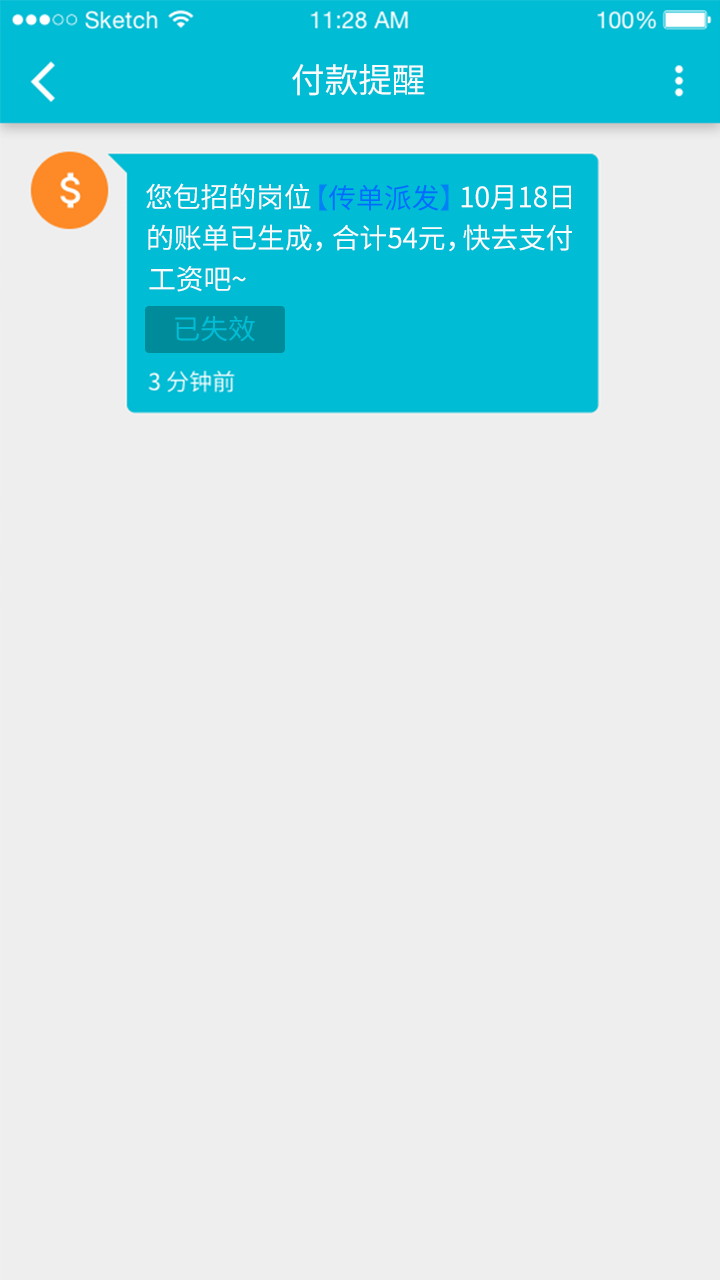 Sketch 11:28 AM 100%
付款提醒
$
您包招的岗位【传单派发】10月18日
的账单已生成，合计54元，快去支付
工资吧~
已失效
3 分钟前